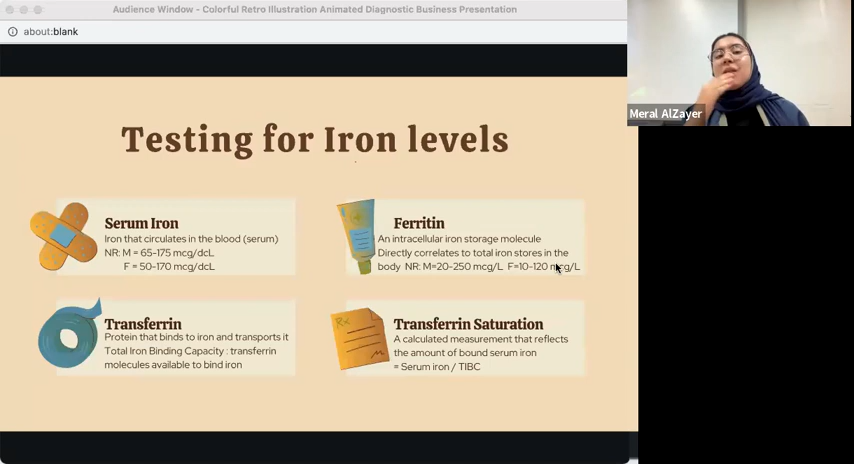 Audience Window - Colorful Retro Illustration Animated Diagnostic Business Presentation
about:blank
Meral AlZayer
Testing for Iron levels
Serum Iron
Iron that circulates in the blood (serum)
NR: M = 65-175 mcg/dcL
F = 50-170 mcg/dcL
Ferritin
An intracellular iron storage molecule
Directly correlates to total iron stores in the
body NR: M=20-250 mcg/L F=10-120 mcg/L
Transferrin
Protein that binds to iron and transports it
Total Iron Binding Capacity : transferrin
molecules available to bind iron
Rx
Transferrin Saturation
A calculated measurement that reflects
the amount of bound serum iron
= Serum iron / TIBC